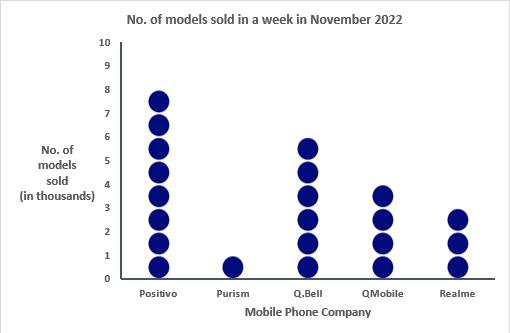 No. of models sold in a week in November 2022
10
9
8
7
6
5
4
3
2
1
0
No. of
models
sold
(in thousands)
Positivo Purism Q.Bell QMobile Realme
Mobile Phone Company